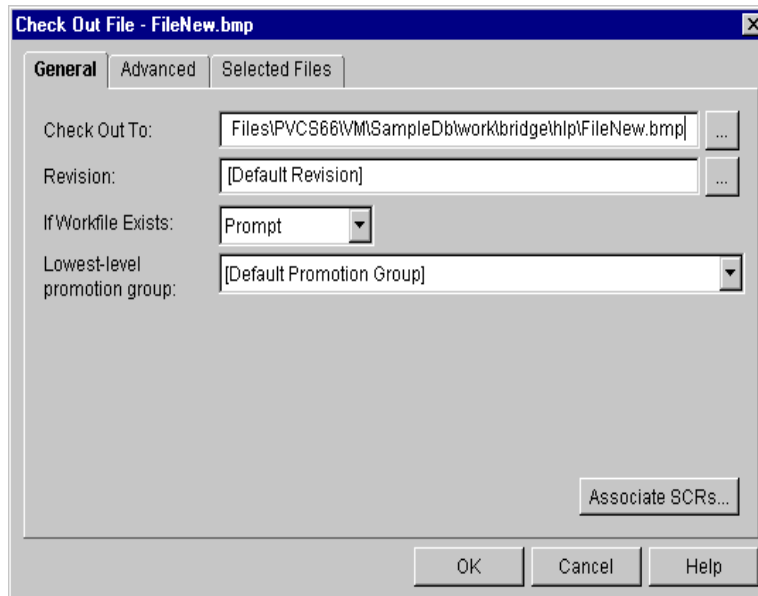 Check Out File - FileNew.bmp
General Advanced Selected Files
Check Out To: Files\PVCS66\VM\SampleDb\work\bridge\hlp\FileNew.bmp ...
Revision: [Default Revision] ...
If Workfile Exists: Prompt
Lowest-level
promotion group: [Default Promotion Group]
Associate SCRs...
OK Cancel Help